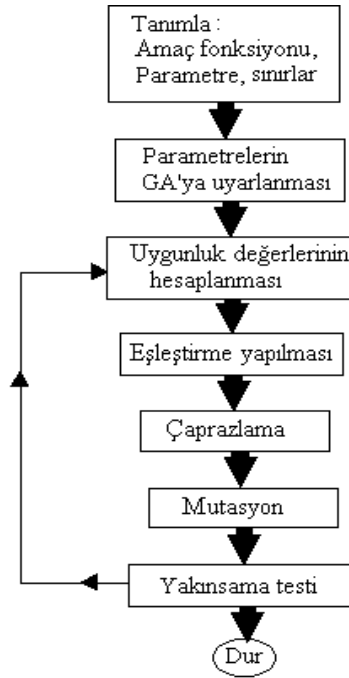 Tanımla :
Amaç fonksiyonu,
Parametre, sınırlar
Parametrelerin
GA'ya uyarlanması
Uygunluk değerlerinin
hesaplanması
Eşleştirme yapılması
Çaprazlama
Mutasyon
Yakınsama testi
Dur